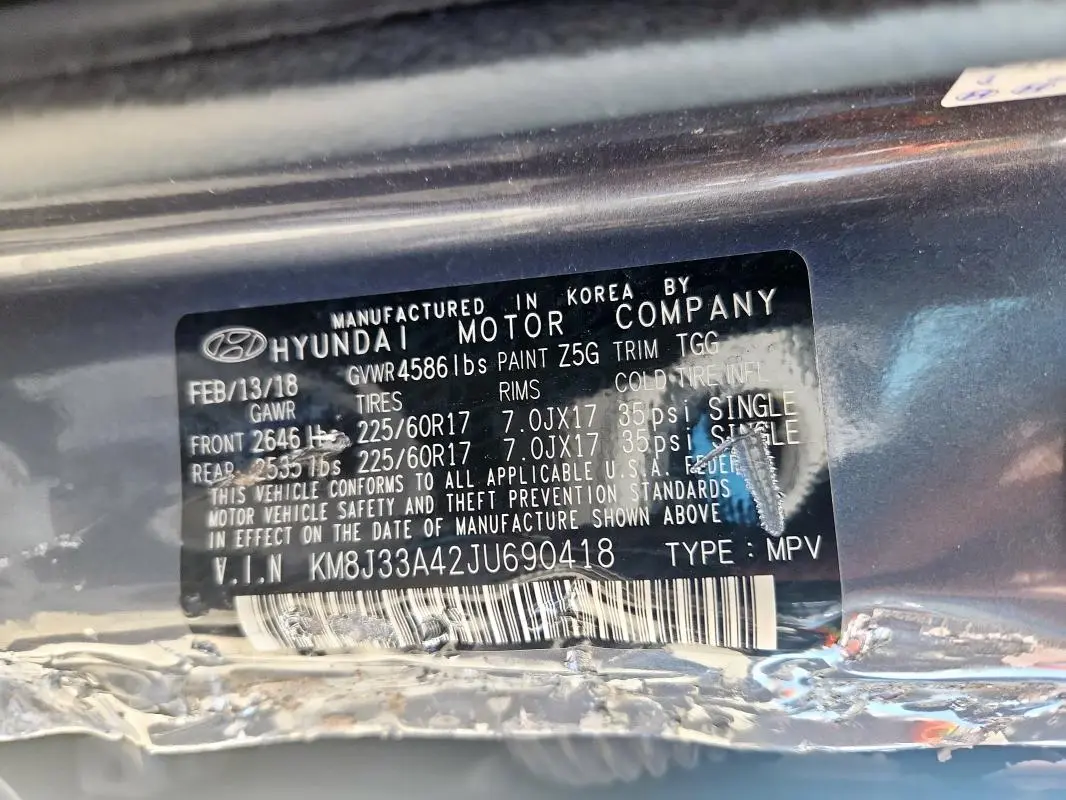 MANUFACTURED IN KOREA BY
HYUNDAI MOTOR COMPANY
FEB/13/18 GVWR 4586 lbs PAINT Z5G TRIM TGG
GAWR TIRES RIMS COLD TIRE INFL
FRONT 2646 lbs 225/60R17 7.0JX17 35psi SINGLE
REAR 2535 lbs 225/60R17 7.0JX17 35psi SINGLE
THIS VEHICLE CONFORMS TO ALL APPLICABLE U.S.A. FEDERAL
MOTOR VEHICLE SAFETY AND THEFT PREVENTION STANDARDS
IN EFFECT ON THE DATE OF MANUFACTURE SHOWN ABOVE
V.I.N KM8J33A42JU690418 TYPE : MPV